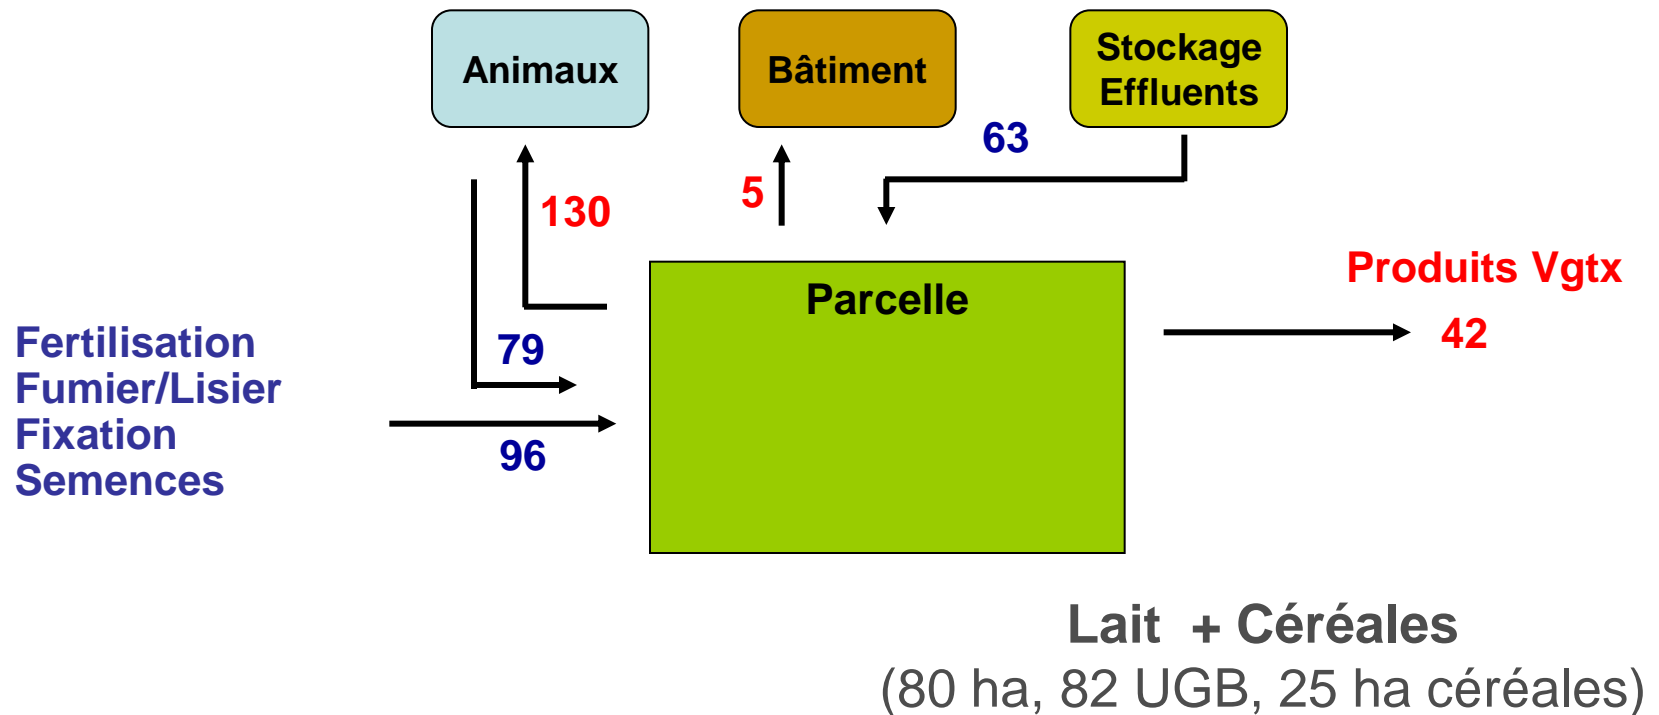 Animaux
Bâtiment
Stockage
Effluents
63
130
5
Produits Vgtx
Parcelle
42
Fertilisation
Fumier/Lisier
Fixation
Semences
79
96
Lait + Céréales
(80 ha, 82 UGB, 25 ha céréales)